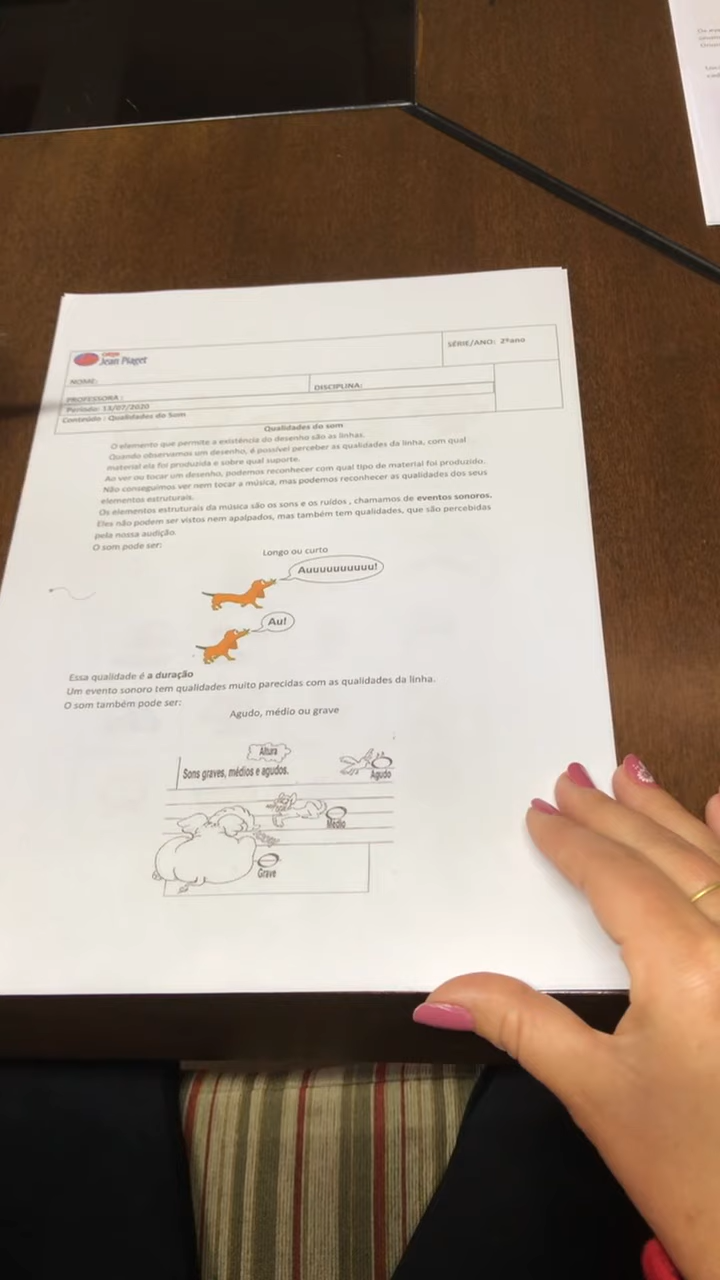 Colégio
Jean Piaget
SÉRIE/ANO: 2ºano
NOME:
DISCIPLINA:
PROFESSORA :
Período: 13/07/2020
Conteúdo : Qualidades do Som
Qualidades do som
O elemento que permite a existência do desenho são as linhas.
Quando observamos um desenho, é possível perceber as qualidades da linha, com qual
material ela foi produzida e sobre qual suporte.
Ao ver ou tocar um desenho, podemos reconhecer com qual tipo de material foi produzido.
Não conseguimos ver nem tocar a música, mas podemos reconhecer as qualidades dos seus
elementos estruturais.
Os elementos estruturais da música são os sons e os ruídos , chamamos de eventos sonoros.
Eles não podem ser vistos nem apalpados, mas também tem qualidades, que são percebidas
pela nossa audição.
O som pode ser:
Longo ou curto
Auuuuuuuuuu!
Au!
Essa qualidade é a duração
Um evento sonoro tem qualidades muito parecidas com as qualidades da linha.
O som também pode ser:
Agudo, médio ou grave
Altura
Sons graves, médios e agudos.
Agudo
Médio
Grave